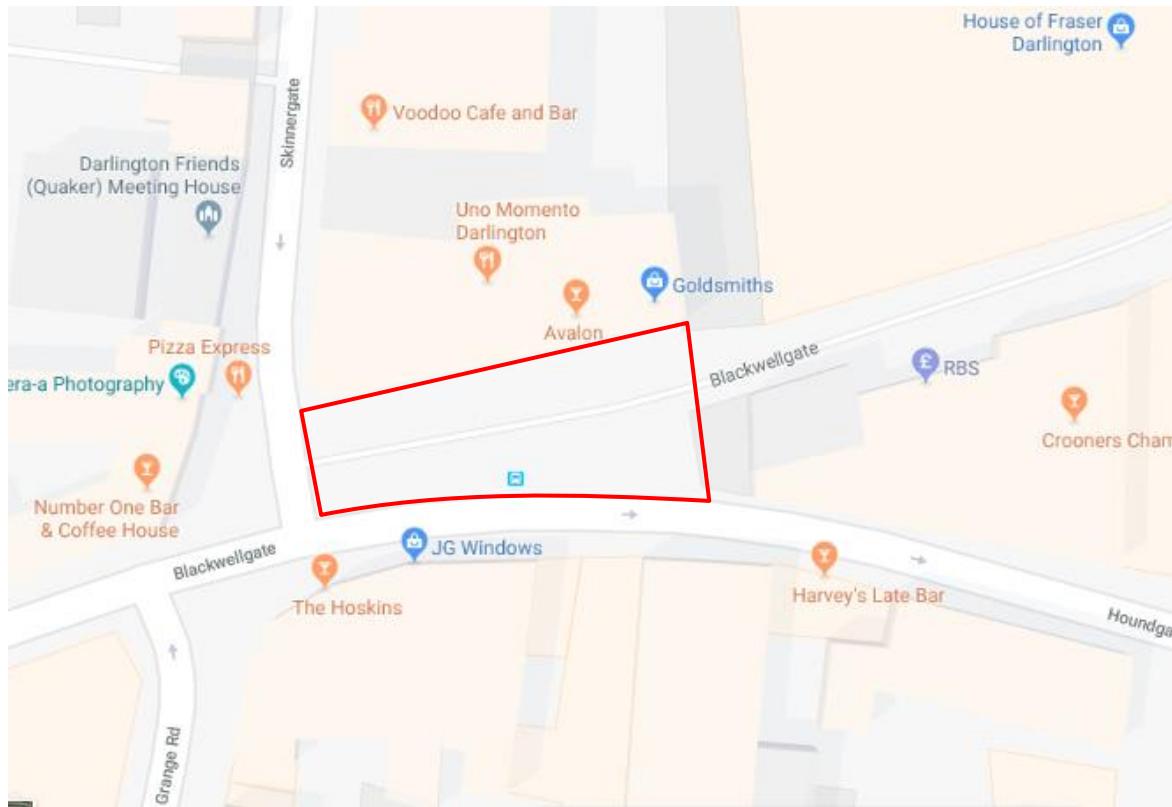 House of Fraser
Darlington
Voodoo Cafe and Bar
Skinnergate
Darlington Friends
(Quaker) Meeting House
Uno Momento
Darlington
Goldsmiths
Avalon
Pizza Express
era-a Photography
Blackwellgate
£
RBS
Crooners Cham
Number One Bar
& Coffee House
JG Windows
Blackwellgate
The Hoskins
Harvey's Late Bar
Houndga
Grange Rd